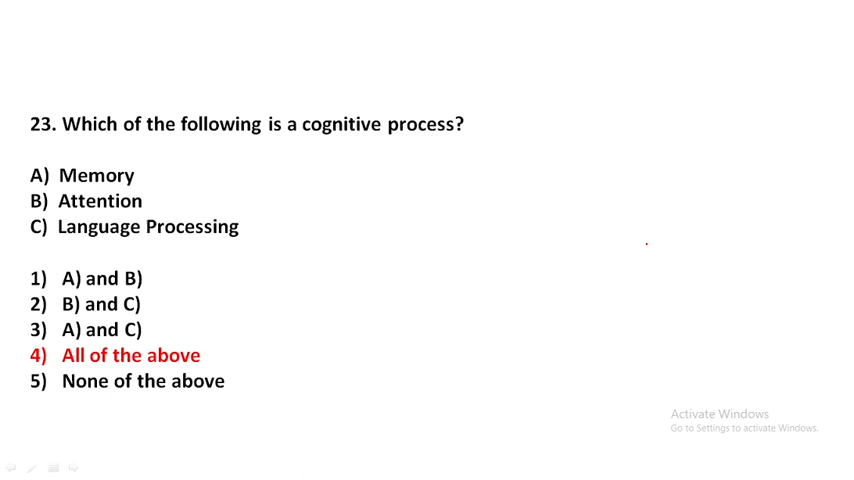 23. Which of the following is a cognitive process?
A) Memory
B) Attention
C) Language Processing
1) A) and B)
2) B) and C)
3) A) and C)
4) All of the above
5) None of the above
Activate Windows
Go to Settings to activate Windows.